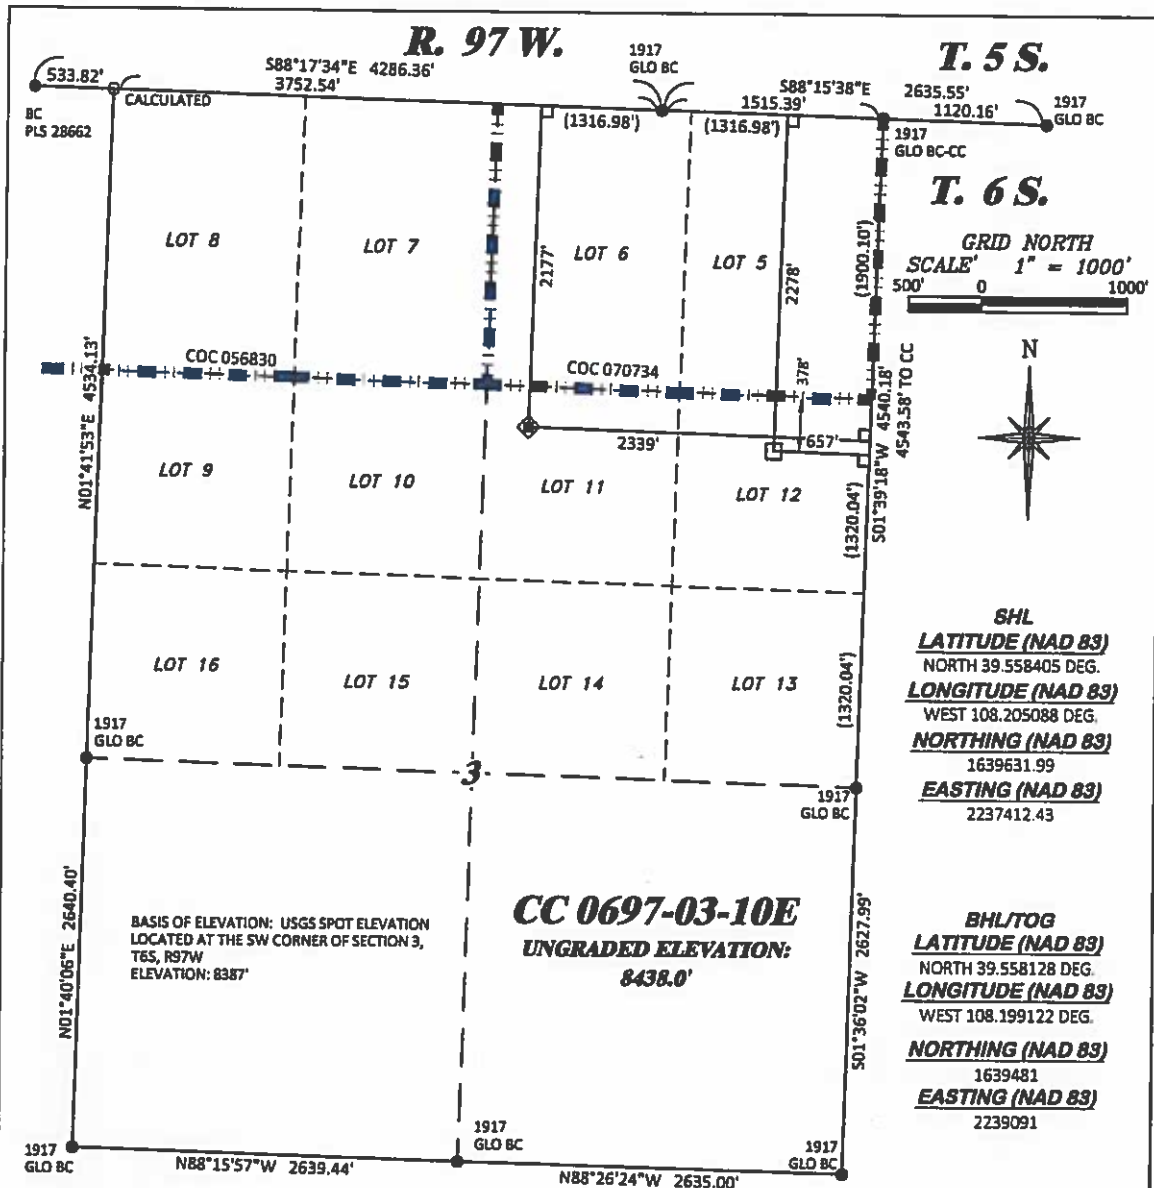 R. 97 W.
T. 5 S.
533.82'
S88°17'34"E 4286.36'
3752.54'
CALCULATED
BC
PLS 28662
1917
GLO BC
(1316.98')
S88°15'38"E
1515.39'
(1316.98')
2635.55'
1120.16'
1917
GLO BC
1917
GLO BC-CC
T. 6 S.
GRID NORTH
SCALE' 1" = 1000'
500' 0 1000'
N
LOT 8
LOT 7
LOT 6
LOT 5
2177'
2278'
(1900.10')
COC 056830
COC 070734
378'
2339'
657'
N01°41'53"E 4534.13'
S01°39'18"W 4540.18'
4543.58' TO CC
LOT 9
LOT 10
LOT 11
LOT 12
(1320.04')
LOT 16
LOT 15
LOT 14
LOT 13
(1320.04')
1917
GLO BC
3
1917
GLO BC
SHL
LATITUDE (NAD 83)
NORTH 39.558405 DEG.
LONGITUDE (NAD 83)
WEST 108.205088 DEG.
NORTHING (NAD 83)
1639631.99
EASTING (NAD 83)
2237412.43
N01°40'06"E 2640.40'
BASIS OF ELEVATION: USGS SPOT ELEVATION
LOCATED AT THE SW CORNER OF SECTION 3,
T6S, R97W
ELEVATION: 8387'
CC 0697-03-10E
UNGRADED ELEVATION:
8438.0'
S01°36'02"W 2627.99'
BHL/TOG
LATITUDE (NAD 83)
NORTH 39.558128 DEG.
LONGITUDE (NAD 83)
WEST 108.199122 DEG.
NORTHING (NAD 83)
1639481
EASTING (NAD 83)
2239091
1917
GLO BC
N88°15'57"W 2639.44'
1917
GLO BC
N88°26'24"W 2635.00'
1917
GLO BC